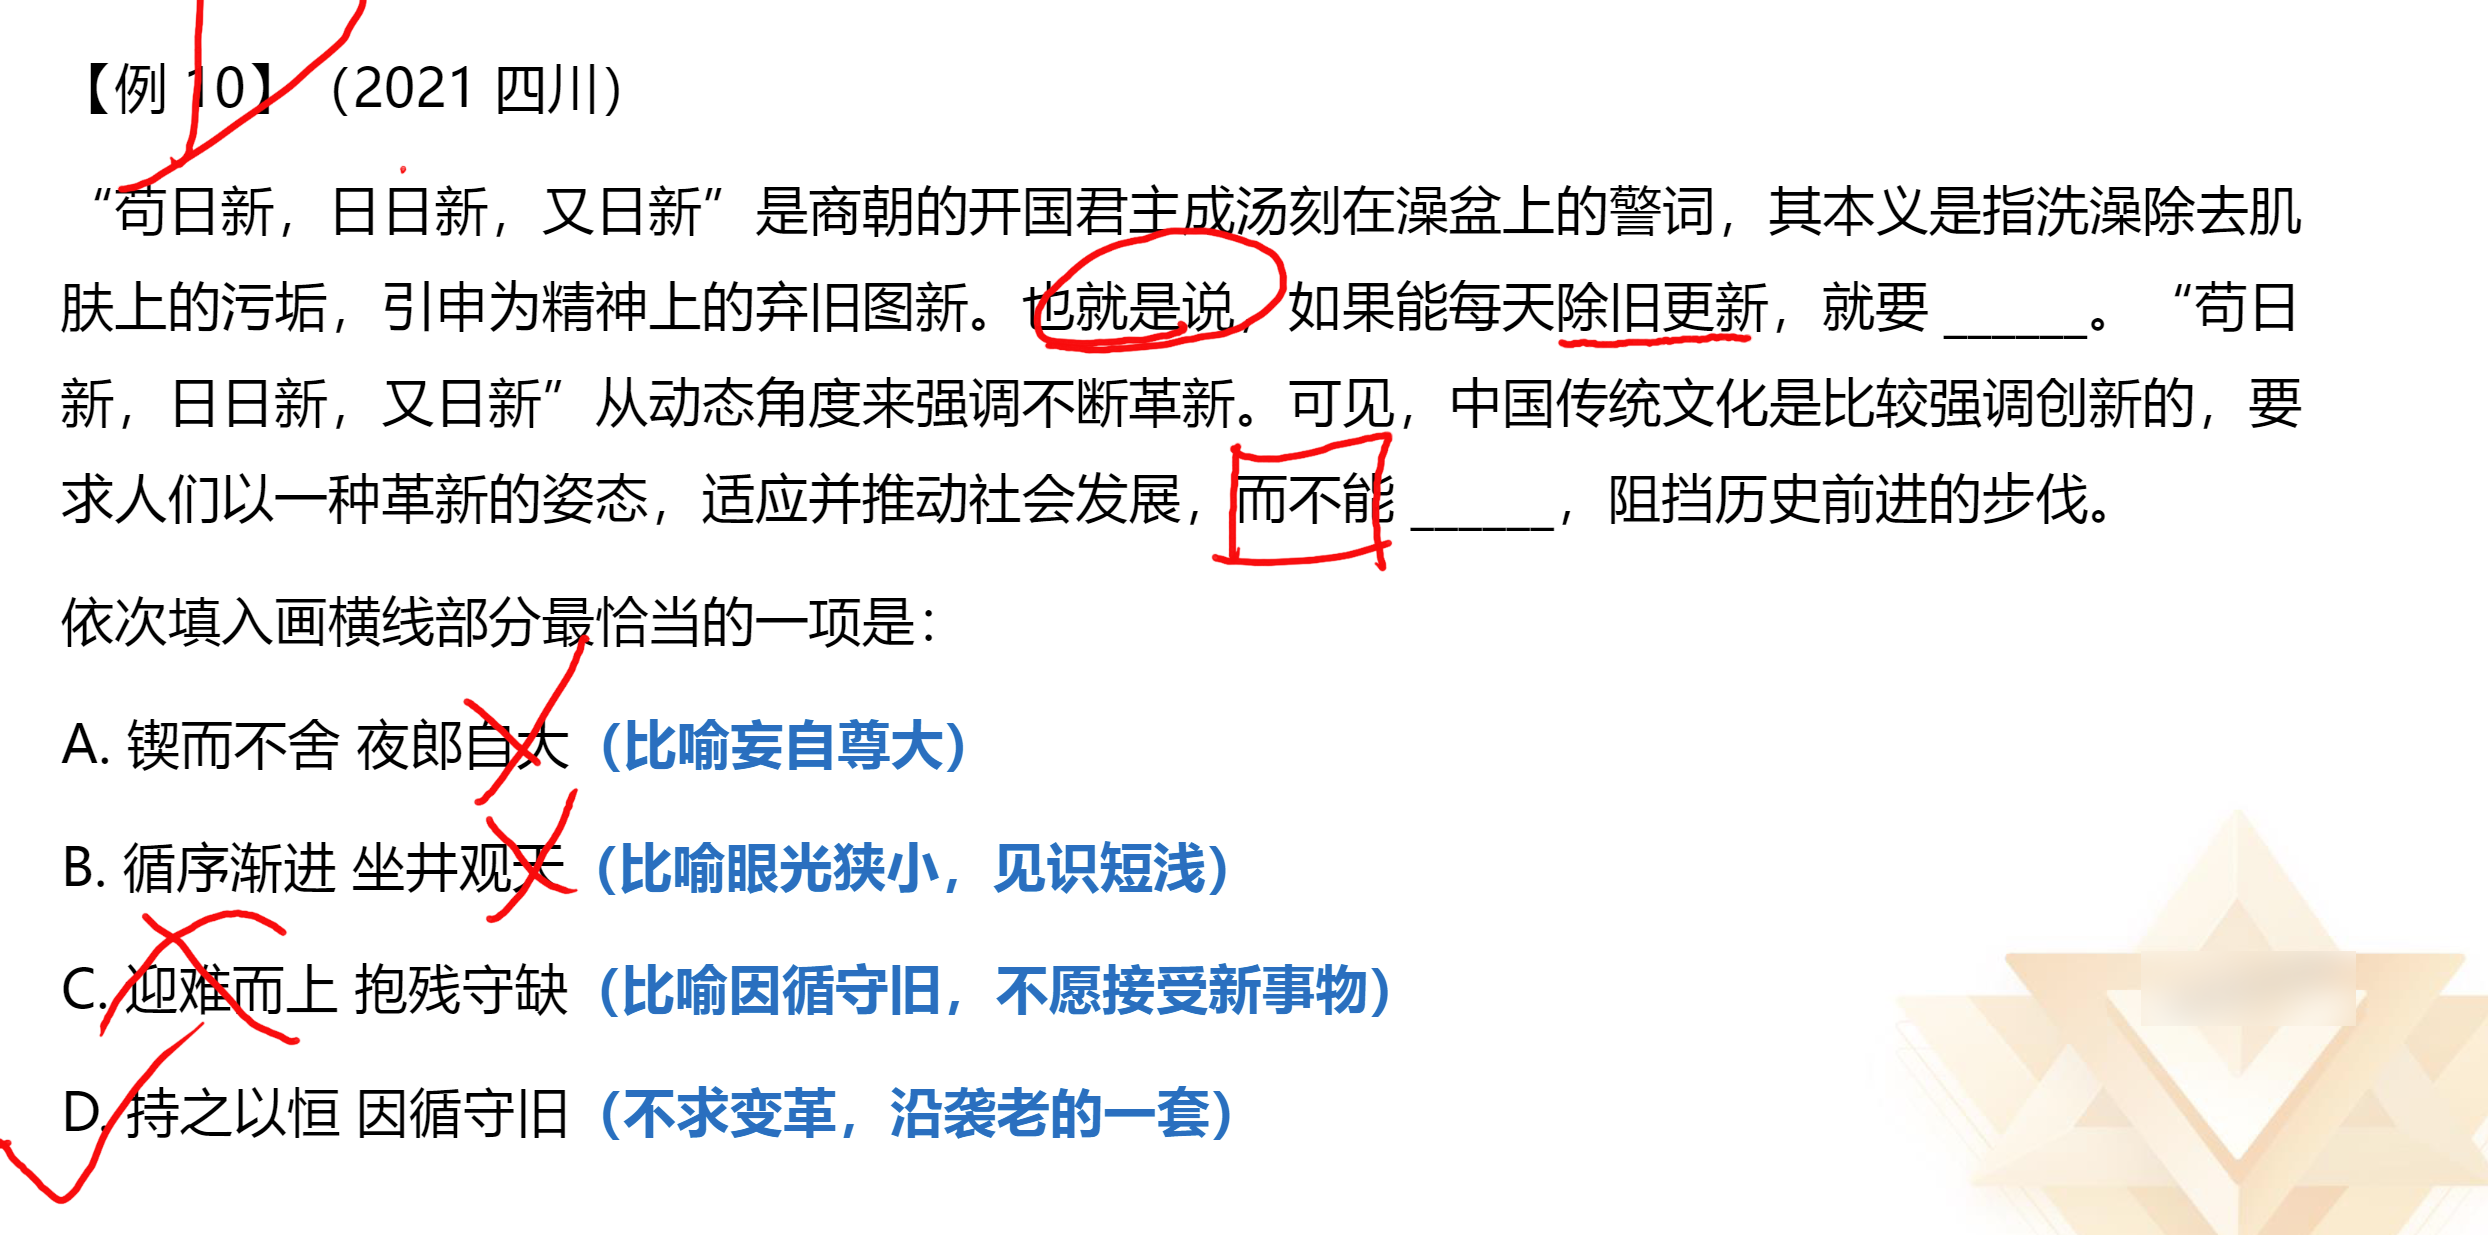 【例 10】（2021 四川）
“苟日新，日日新，又日新”是商朝的开国君主成汤刻在澡盆上的警词，其本义是指洗澡除去肌
肤上的污垢，引申为精神上的弃旧图新。也就是说，如果能每天除旧更新，就要 ______。 “苟日
新，日日新，又日新”从动态角度来强调不断革新。可见，中国传统文化是比较强调创新的，要
求人们以一种革新的姿态，适应并推动社会发展，而不能 ______，阻挡历史前进的步伐。
依次填入画横线部分最恰当的一项是：
A. 锲而不舍 夜郎自大（比喻妄自尊大）
B. 循序渐进 坐井观天（比喻眼光狭小，见识短浅）
C. 迎难而上 抱残守缺（比喻因循守旧，不愿接受新事物）
D. 持之以恒 因循守旧（不求变革，沿袭老的一套）